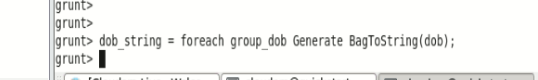 grunt>
grunt>
grunt> dob_string = foreach group_dob Generate BagToString(dob);
grunt>